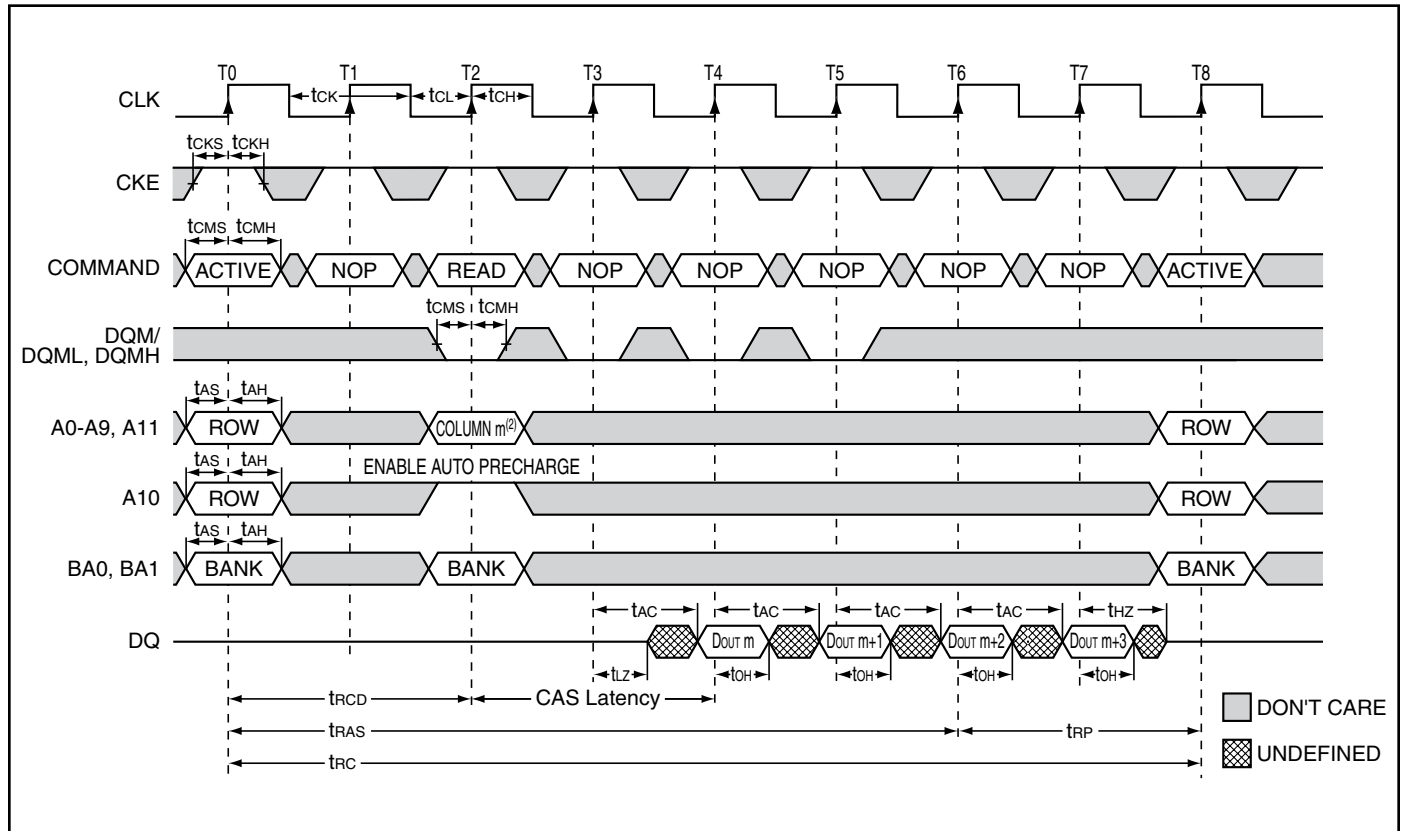 T0 T1 T2 T3 T4 T5 T6 T7 T8
CLK tCK tCL tCH
tCKS tCKH
CKE
tCMS tCMH
COMMAND ACTIVE NOP READ NOP NOP NOP NOP NOP ACTIVE
tCMS tCMH
DQM/
DQML, DQMH
tAS tAH
A0-A9, A11 ROW COLUMN m(2) ROW
tAS tAH ENABLE AUTO PRECHARGE
A10 ROW ROW
tAS tAH
BA0, BA1 BANK BANK BANK
tAC tAC tAC tAC tHZ
DQ DOUT m DOUT m+1 DOUT m+2 DOUT m+3
tLZ tOH tOH tOH tOH
tRCD CAS Latency
DON'T CARE
tRAS tRP
UNDEFINED
tRC